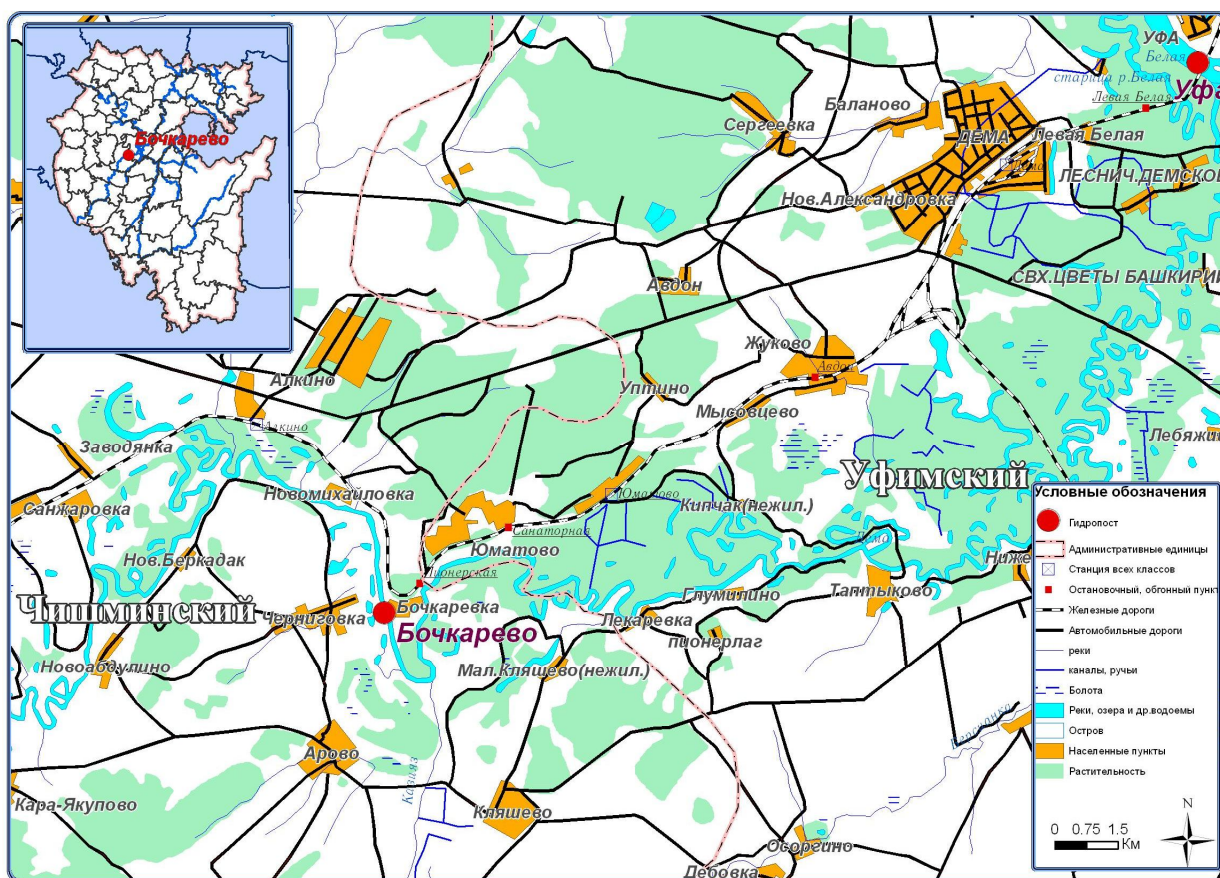 Бочкарево
УФА
Белая
старица р.Белая
Уфа
Левая Белая
Баланово
Сергеевка
ДЕМА
Левая Белая
Дема
ЛЕСНИЧ.ДЕМСКОЕ
Нов.Александровка
СВХ.ЦВЕТЫ БАШКИРИИ
Авдон
Жуково
Авдон
Алкино
Уптино
Мысовцево
Алкино
Заводянка
Лебяжи
Уфимский
Новомихайловка
Санжаровка
Юматово
Кипчак(нежил.)
Санаторная
Юматово
Дема
Нов.Беркадак
Пионерская
Ниже
Глумилино
Таптыково
Чишминский
Бочкаревка
Черниговка
Бочкарево
Лекаревка
пионерлаг
Новоабдулино
Мал.Кляшево(нежил.)
Арово
Кара-Якупово
Кляшево
Осоргино
Дебовка
Условные обозначения
Гидропост
Административные единицы
Станция всех классов
Остановочный, обгонный пункт
Железные дороги
Автомобильные дороги
реки
каналы, ручьи
Болота
Реки, озера и др.водоемы
Остров
Населенные пункты
Растительность
N
0 0.75 1.5
Км